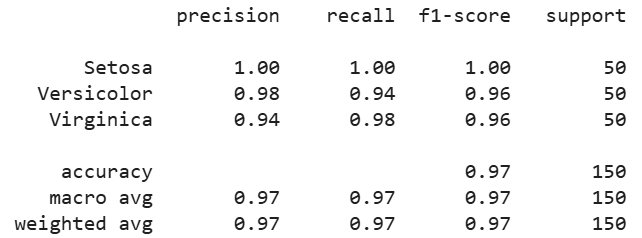 precision recall f1-score support
Setosa 1.00 1.00 1.00 50
Versicolor 0.98 0.94 0.96 50
Virginica 0.94 0.98 0.96 50
accuracy 0.97 150
macro avg 0.97 0.97 0.97 150
weighted avg 0.97 0.97 0.97 150